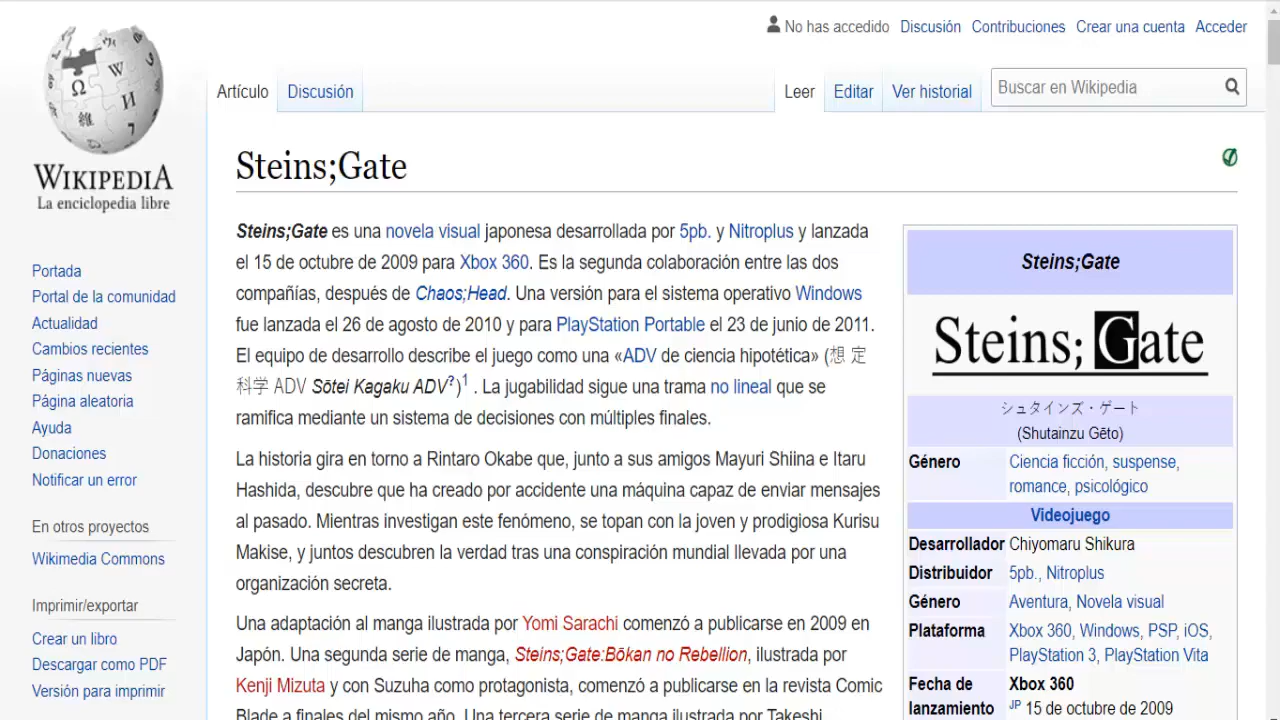 No has accedido Discusión Contribuciones Crear una cuenta Acceder
Artículo Discusión Leer Editar Ver historial Buscar en Wikipedia
WIKIPEDIA
La enciclopedia libre
Portada
Portal de la comunidad
Actualidad
Cambios recientes
Páginas nuevas
Página aleatoria
Ayuda
Donaciones
Notificar un error
En otros proyectos
Wikimedia Commons
Imprimir/exportar
Crear un libro
Descargar como PDF
Versión para imprimir
Steins;Gate
Steins;Gate es una novela visual japonesa desarrollada por 5pb. y Nitroplus y lanzada
el 15 de octubre de 2009 para Xbox 360. Es la segunda colaboración entre las dos
compañías, después de Chaos;Head. Una versión para el sistema operativo Windows
fue lanzada el 26 de agosto de 2010 y para PlayStation Portable el 23 de junio de 2011.
El equipo de desarrollo describe el juego como una «ADV de ciencia hipotética» (想 定
科学 ADV Sōtei Kagaku ADV?)1 . La jugabilidad sigue una trama no lineal que se
ramifica mediante un sistema de decisiones con múltiples finales.
La historia gira en torno a Rintaro Okabe que, junto a sus amigos Mayuri Shiina e Itaru
Hashida, descubre que ha creado por accidente una máquina capaz de enviar mensajes
al pasado. Mientras investigan este fenómeno, se topan con la joven y prodigiosa Kurisu
Makise, y juntos descubren la verdad tras una conspiración mundial llevada por una
organización secreta.
Una adaptación al manga ilustrada por Yomi Sarachi comenzó a publicarse en 2009 en
Japón. Una segunda serie de manga, Steins;Gate:Bōkan no Rebellion, ilustrada por
Kenji Mizuta y con Suzuha como protagonista, comenzó a publicarse en la revista Comic
Blade a finales del mismo año. Una tercera serie de manga ilustrada por Takeshi
Steins;Gate
Steins;Gate
シュタインズ・ゲート
(Shutainzu Gēto)
Género Ciencia ficción, suspense,
romance, psicológico
Videojuego
Desarrollador Chiyomaru Shikura
Distribuidor 5pb., Nitroplus
Género Aventura, Novela visual
Plataforma Xbox 360, Windows, PSP, iOS,
PlayStation 3, PlayStation Vita
Fecha de Xbox 360
lanzamiento JP 15 de octubre de 2009